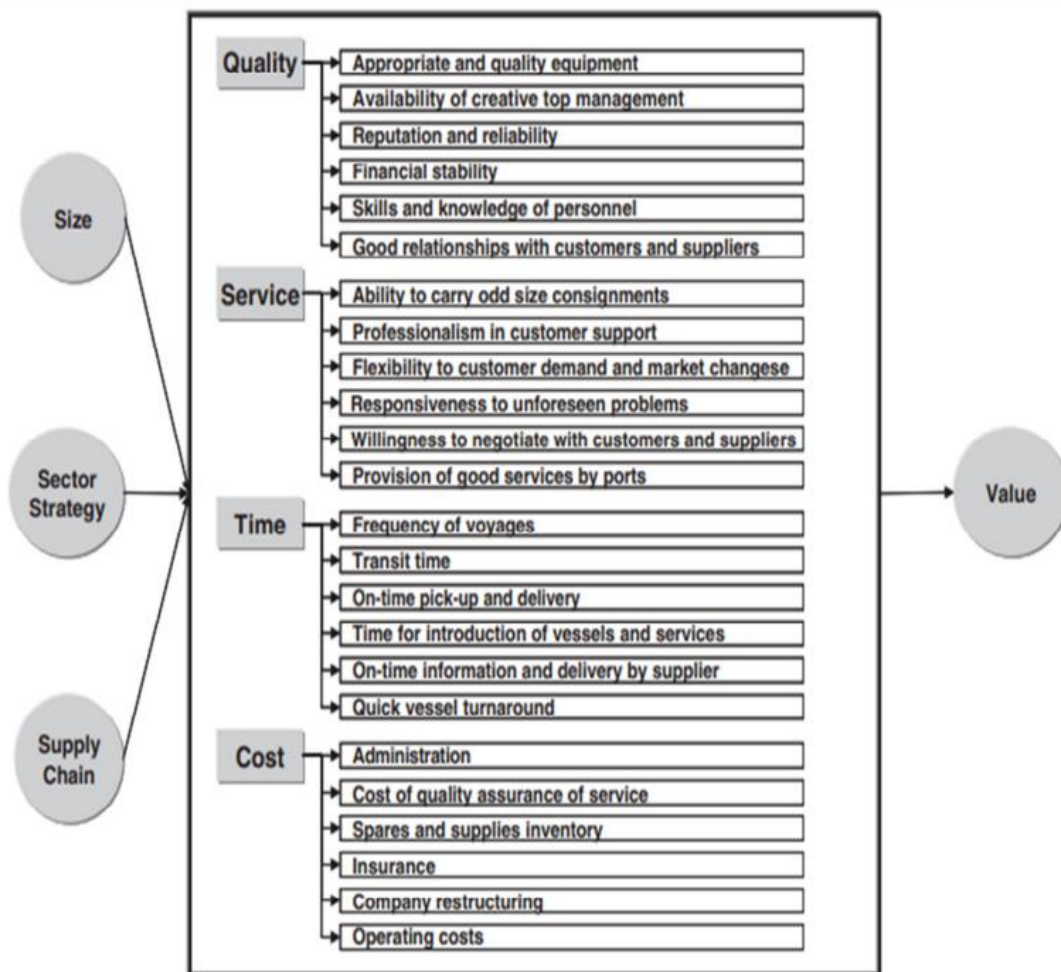 Quality
Appropriate and quality equipment
Availability of creative top management
Reputation and reliability
Financial stability
Skills and knowledge of personnel
Good relationships with customers and suppliers
Size
Service
Ability to carry odd size consignments
Professionalism in customer support
Flexibility to customer demand and market changese
Responsiveness to unforeseen problems
Willingness to negotiate with customers and suppliers
Provision of good services by ports
Sector
Strategy
Value
Time
Frequency of voyages
Transit time
On-time pick-up and delivery
Time for introduction of vessels and services
On-time information and delivery by supplier
Quick vessel turnaround
Supply
Chain
Cost
Administration
Cost of quality assurance of service
Spares and supplies inventory
Insurance
Company restructuring
Operating costs